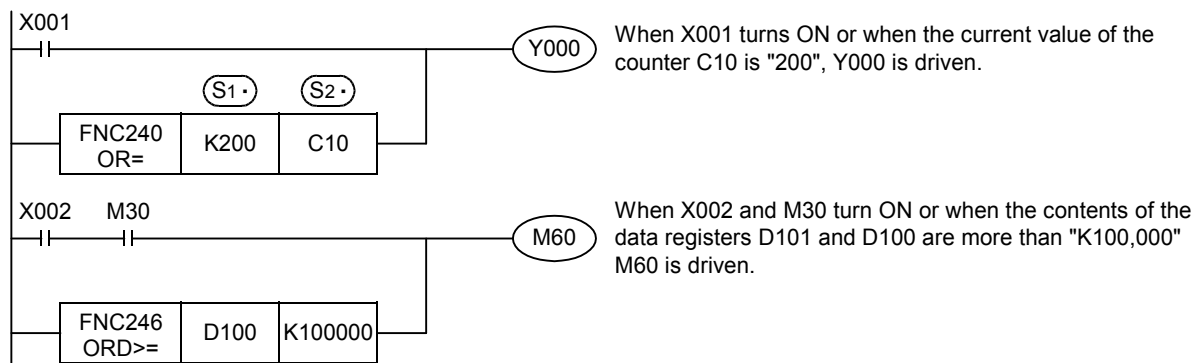 X001
Y000
When X001 turns ON or when the current value of the
counter C10 is "200", Y000 is driven.
S1 · S2 ·
FNC240
OR= K200 C10
X002 M30
M60
When X002 and M30 turn ON or when the contents of the
data registers D101 and D100 are more than "K100,000"
M60 is driven.
FNC246
ORD>= D100 K100000